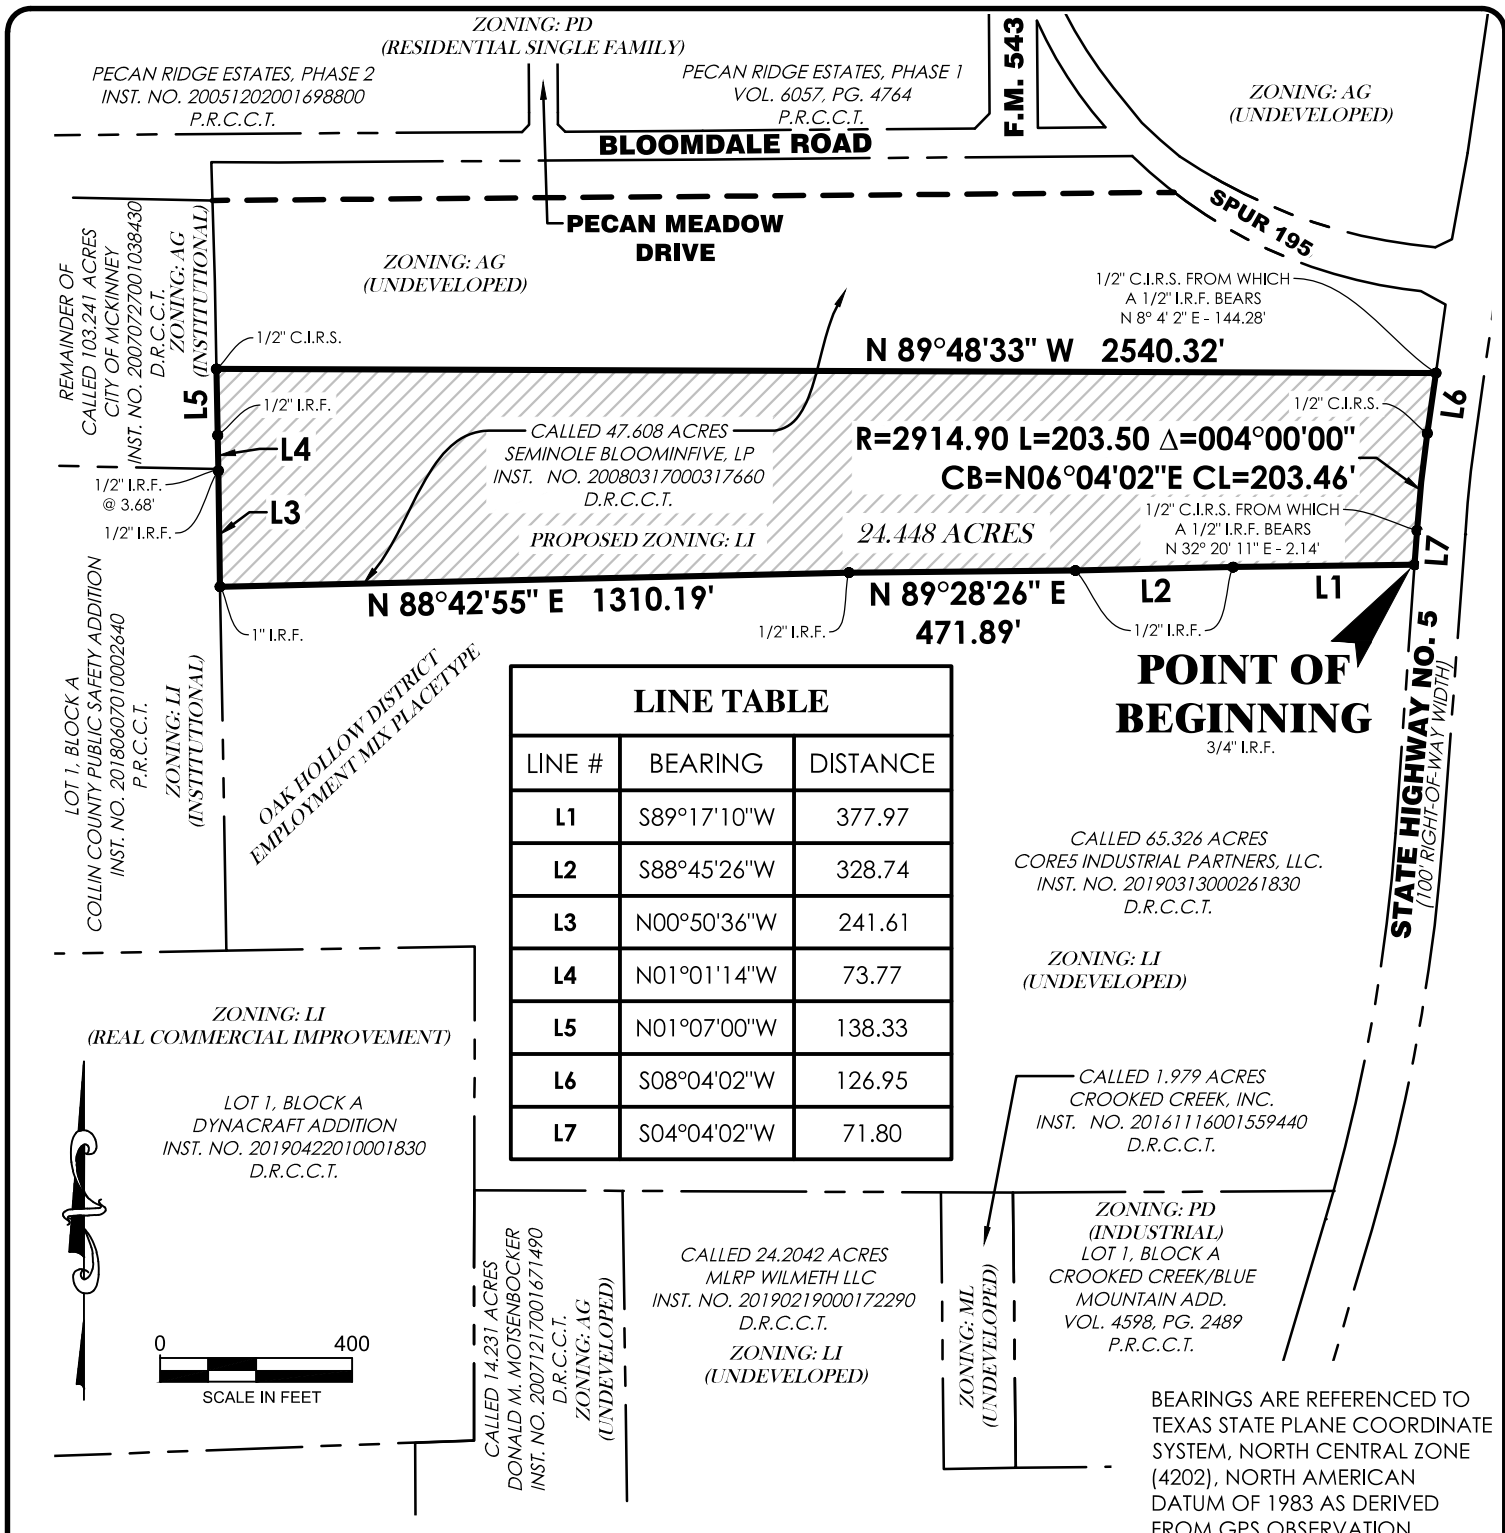 ZONING: PD
(RESIDENTIAL SINGLE FAMILY)
PECAN RIDGE ESTATES, PHASE 2
INST. NO. 20051202001698800
P.R.C.C.T.
PECAN RIDGE ESTATES, PHASE 1
VOL. 6057, PG. 4764
P.R.C.C.T.
F.M. 543
ZONING: AG
(UNDEVELOPED)
BLOOMDALE ROAD
SPUR 195
PECAN MEADOW
DRIVE
REMAINDER OF
CALLED 103.241 ACRES
CITY OF MCKINNEY
INST. NO. 20070727001038430
D.R.C.C.T.
ZONING: AG
(INSTITUTIONAL)
ZONING: AG
(UNDEVELOPED)
1/2" C.I.R.S. FROM WHICH
A 1/2" I.R.F. BEARS
N 8° 4' 2" E - 144.28'
1/2" C.I.R.S.
N 89°48'33" W 2540.32'
L5
L6
1/2" I.R.F.
1/2" C.I.R.S.
L4
CALLED 47.608 ACRES
SEMINOLE BLOOMINFIVE, LP
INST. NO. 20080317000317660
D.R.C.C.T.
R=2914.90 L=203.50 Δ=004°00'00"
CB=N06°04'02"E CL=203.46'
1/2" I.R.F.
@ 3.68'
L3
1/2" I.R.F.
1/2" C.I.R.S. FROM WHICH
A 1/2" I.R.F. BEARS
N 32° 20' 11" E - 2.14'
PROPOSED ZONING: LI
24.448 ACRES
L7
N 88°42'55" E 1310.19'
N 89°28'26" E
471.89'
L2
L1
1" I.R.F.
1/2" I.R.F.
1/2" I.R.F.
POINT OF
BEGINNING
3/4" I.R.F.
STATE HIGHWAY NO. 5
(100' RIGHT-OF-WAY WIDTH)
LOT 1, BLOCK A
COLLIN COUNTY PUBLIC SAFETY ADDITION
INST. NO. 20180607010002640
P.R.C.C.T.
ZONING: LI
(INSTITUTIONAL)
OAK HOLLOW DISTRICT
EMPLOYMENT MIX PLACETYPE
LINE TABLE
LINE # BEARING DISTANCE
L1 S89°17'10"W 377.97
L2 S88°45'26"W 328.74
L3 N00°50'36"W 241.61
L4 N01°01'14"W 73.77
L5 N01°07'00"W 138.33
L6 S08°04'02"W 126.95
L7 S04°04'02"W 71.80
CALLED 65.326 ACRES
CORE5 INDUSTRIAL PARTNERS, LLC.
INST. NO. 20190313000261830
D.R.C.C.T.
ZONING: LI
(UNDEVELOPED)
ZONING: LI
(REAL COMMERCIAL IMPROVEMENT)
LOT 1, BLOCK A
DYNACRAFT ADDITION
INST. NO. 20190422010001830
D.R.C.C.T.
CALLED 1.979 ACRES
CROOKED CREEK, INC.
INST. NO. 20161116001559440
D.R.C.C.T.
0 400
SCALE IN FEET
CALLED 14.231 ACRES
DONALD M. MOTSENBOCKER
INST. NO. 20071217001671490
D.R.C.C.T.
ZONING: AG
(UNDEVELOPED)
CALLED 24.2042 ACRES
MLRP WILMETH LLC
INST. NO. 20190219000172290
D.R.C.C.T.
ZONING: LI
(UNDEVELOPED)
ZONING: ML
(UNDEVELOPED)
ZONING: PD
(INDUSTRIAL)
LOT 1, BLOCK A
CROOKED CREEK/BLUE
MOUNTAIN ADD.
VOL. 4598, PG. 2489
P.R.C.C.T.
BEARINGS ARE REFERENCED TO
TEXAS STATE PLANE COORDINATE
SYSTEM, NORTH CENTRAL ZONE
(4202), NORTH AMERICAN
DATUM OF 1983 AS DERIVED
FROM GPS OBSERVATION